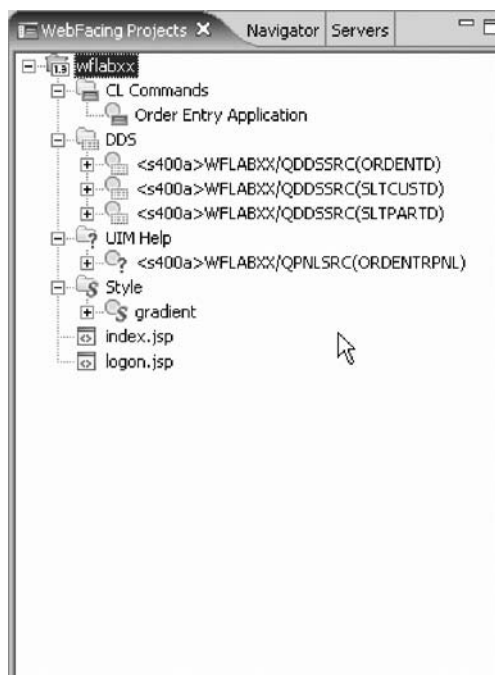 WebFacing Projects Navigator Servers
wflabxx
CL Commands
Order Entry Application
DDS
<s400a>WFLABXX/QDDSSRC(ORDENTD)
<s400a>WFLABXX/QDDSSRC(SLTCUSTD)
<s400a>WFLABXX/QDDSSRC(SLTPARTD)
UIM Help
<s400a>WFLABXX/QPNLSRC(ORDENTRPNL)
Style
gradient
index.jsp
logon.jsp